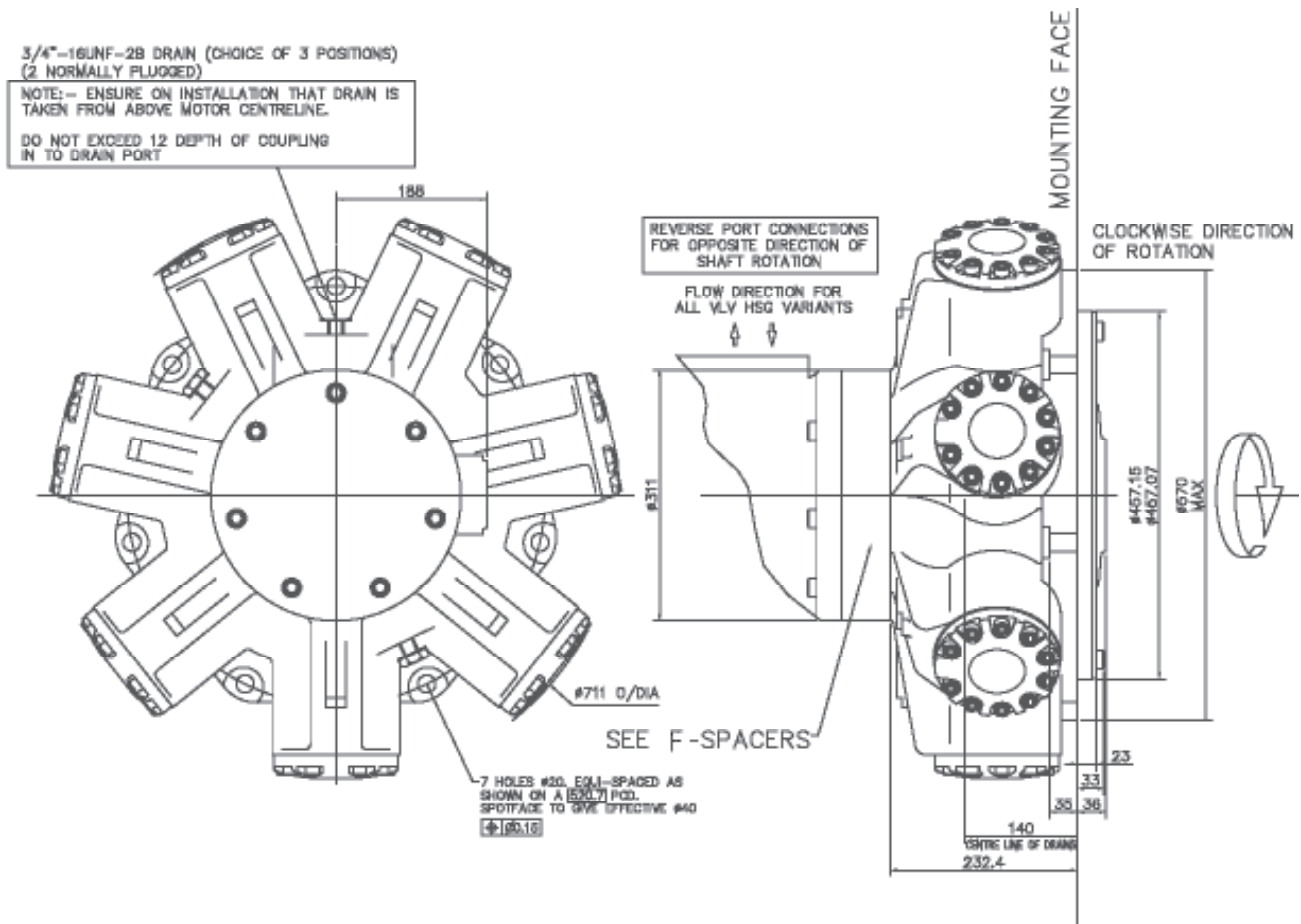 3/4"-16UNF-2B DRAIN (CHOICE OF 3 POSITIONS)
(2 NORMALLY PLUGGED)
NOTE:- ENSURE ON INSTALLATION THAT DRAIN IS
TAKEN FROM ABOVE MOTOR CENTRELINE.
DO NOT EXCEED 12 DEPTH OF COUPLING
IN TO DRAIN PORT
188
MOUNTING FACE
REVERSE PORT CONNECTIONS
FOR OPPOSITE DIRECTION OF
SHAFT ROTATION
FLOW DIRECTION FOR
ALL VLV HSG VARIANTS
CLOCKWISE DIRECTION
OF ROTATION
ø311
ø457.15
ø457.07
ø570
MAX
ø711 O/DIA
SEE F-SPACERS
7 HOLES ø20. EQUI-SPACED AS
SHOWN ON A 520.7 PCD.
SPOTFACE TO GIVE EFFECTIVE ø40
ø0.15
23
33
35
36
140
CENTRE LINE OF DRAINS
232.4